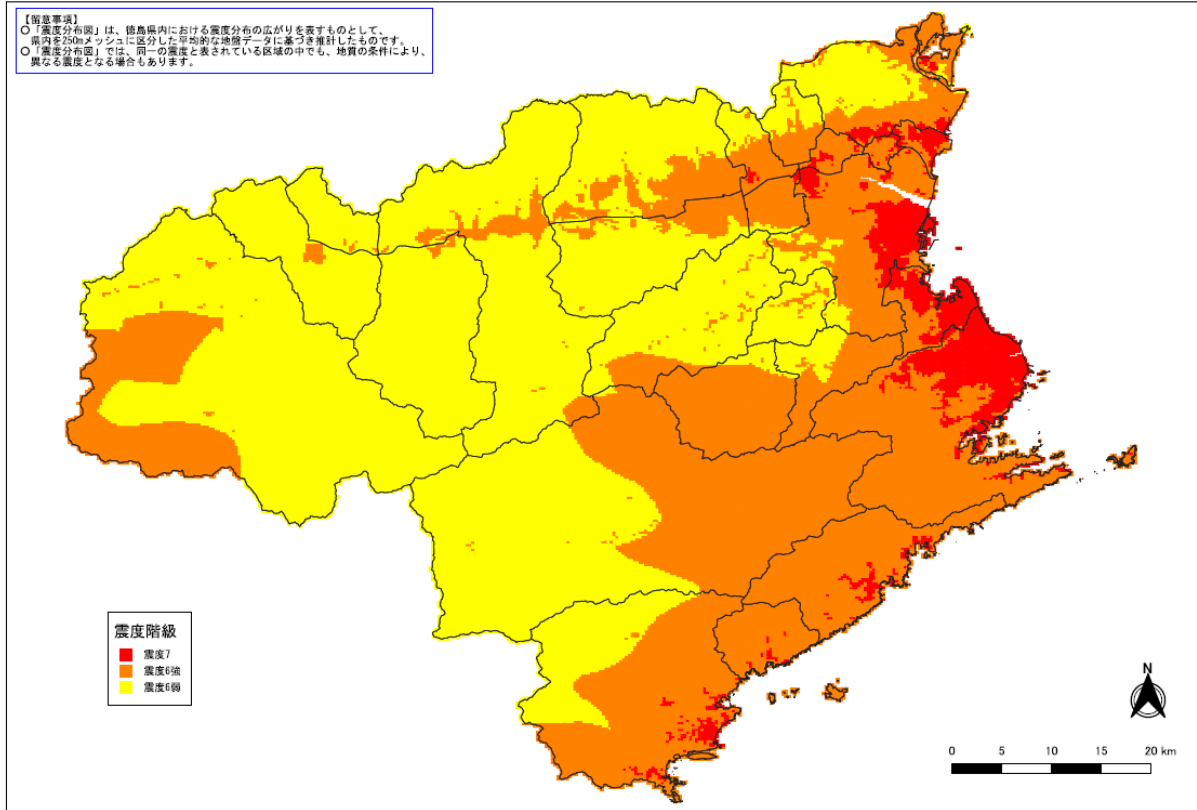 【留意事項】
○「震度分布図」は、徳島県内における震度分布の広がりを表すものとして、
県内を250mメッシュに区分した平均的な地盤データに基づき推計したものです。
○「震度分布図」では、同一の震度と表されている区域の中でも、地質の条件により、
異なる震度となる場合もあります。
震度階級
震度7
震度6強
震度6弱
N
0 5 10 15 20 km